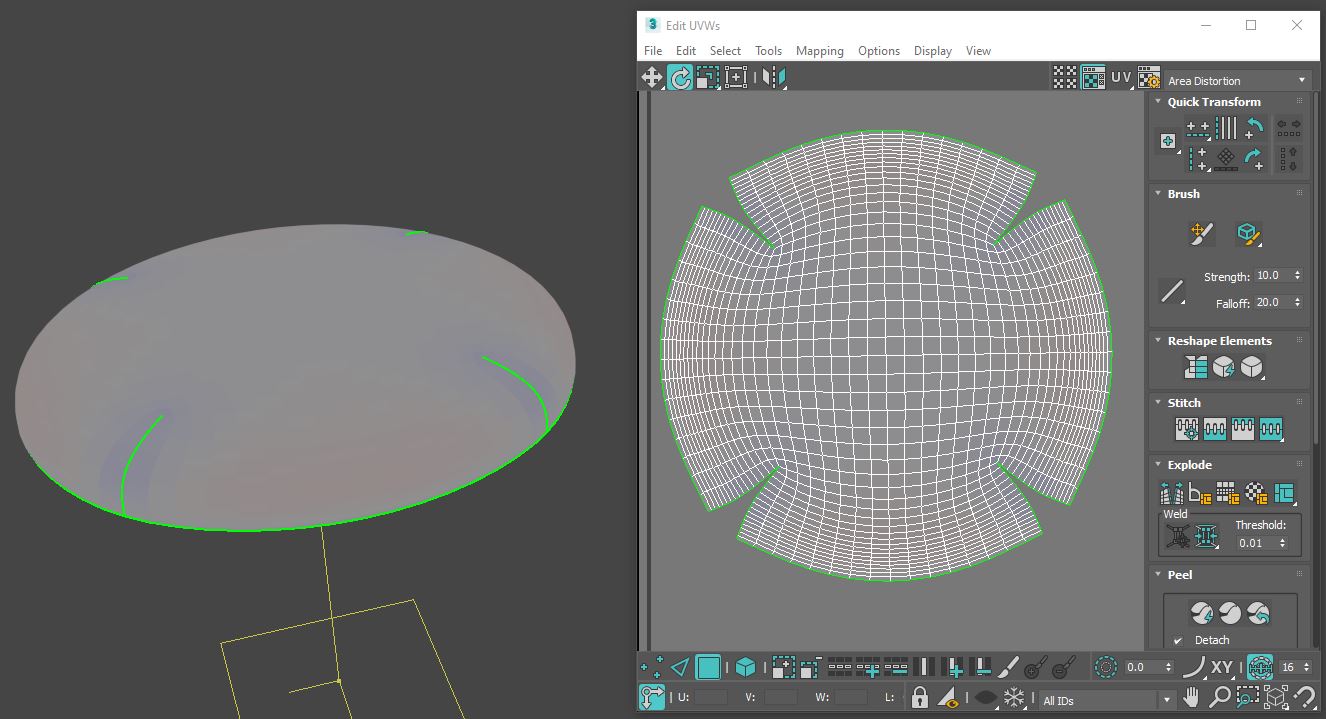 3 Edit UVWs
File Edit Select Tools Mapping Options Display View
UV Area Distortion
Quick Transform
Brush
Strength: 10.0
Falloff: 20.0
Reshape Elements
Stitch
Explode
Weld
Threshold:
0.01
Peel
Detach
0.0 XY 16
U: V: W: L: All IDs